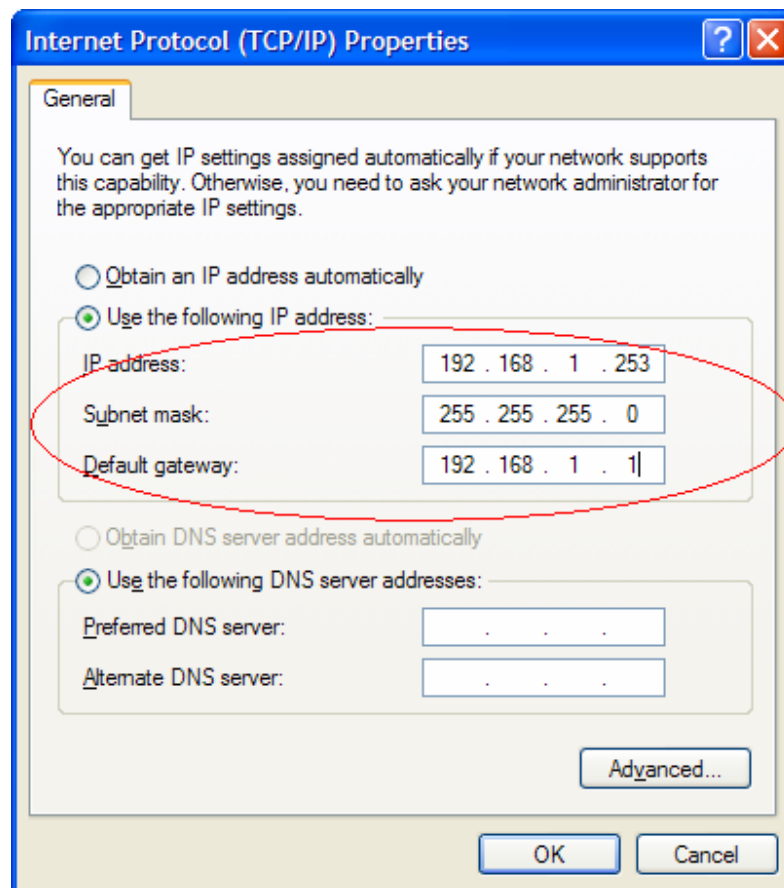 Internet Protocol (TCP/IP) Properties
General
You can get IP settings assigned automatically if your network supports
this capability. Otherwise, you need to ask your network administrator for
the appropriate IP settings.
Obtain an IP address automatically
Use the following IP address:
IP address: 192 . 168 . 1 . 253
Subnet mask: 255 . 255 . 255 . 0
Default gateway: 192 . 168 . 1 . 1
Obtain DNS server address automatically
Use the following DNS server addresses:
Preferred DNS server: . . .
Alternate DNS server: . . .
Advanced...
OK Cancel